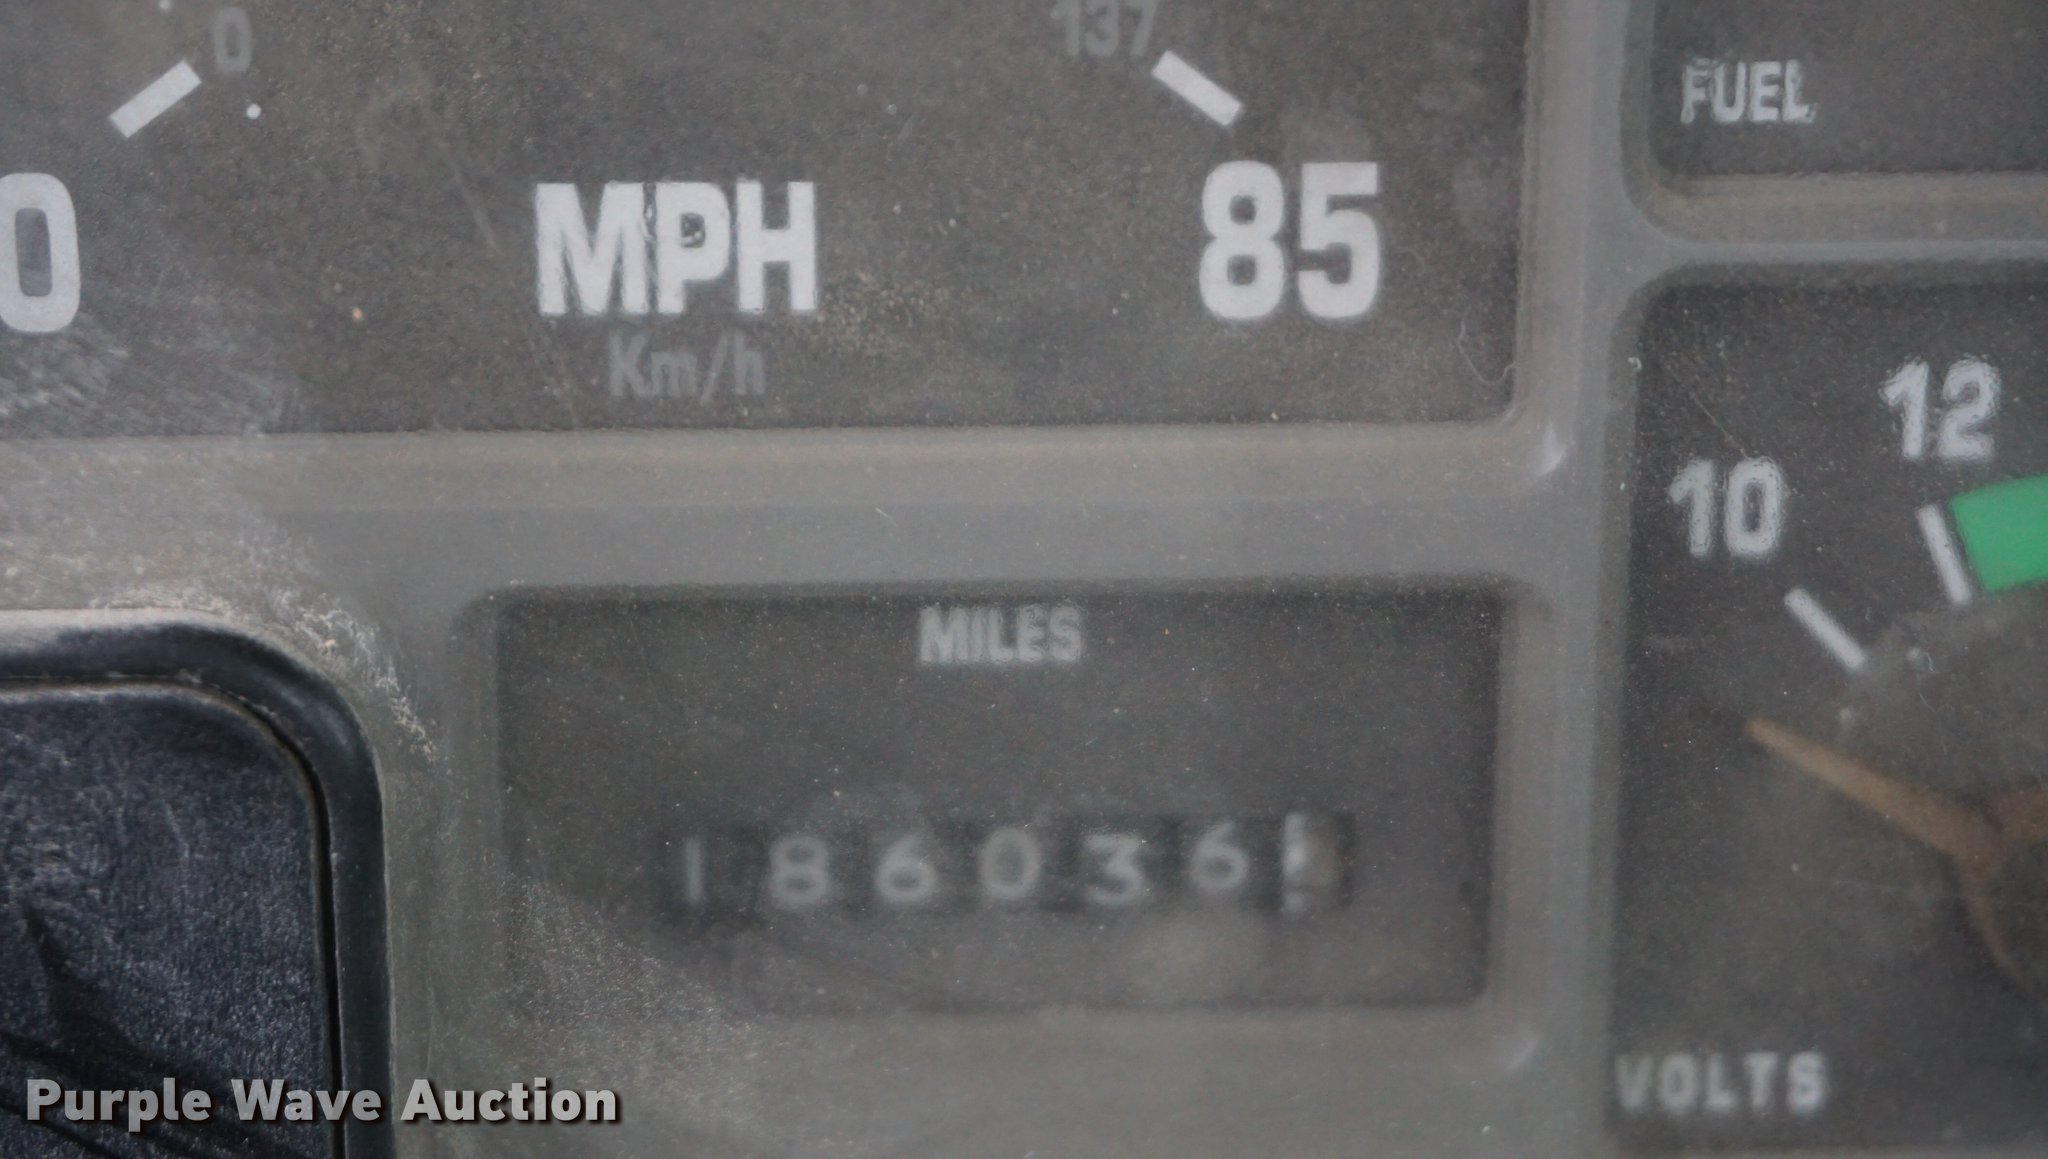 0
137
FUEL
0
MPH
85
Km/h
12
10
MILES
186036
VOLTS
Purple Wave Auction